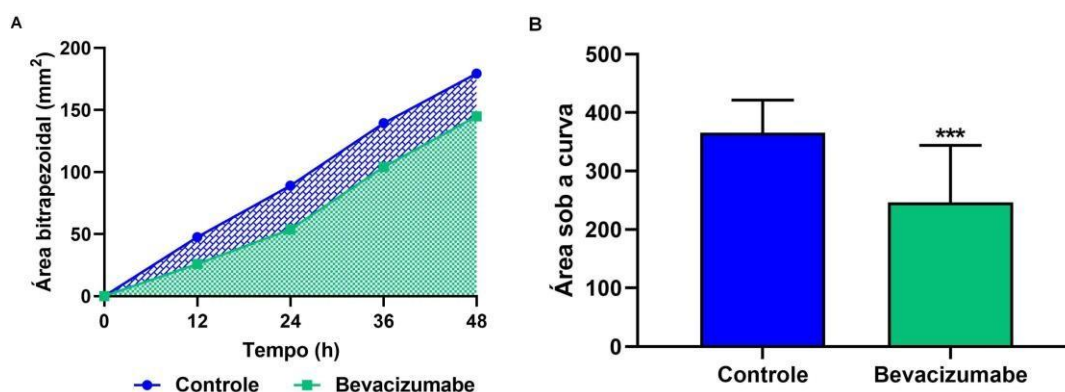 A
Área bitrapezoidal (mm²)
200
150
100
50
0
0 12 24 36 48
Tempo (h)
Controle Bevacizumabe
B
Área sob a curva
500
400
300
200
100
0
***
Controle Bevacizumabe